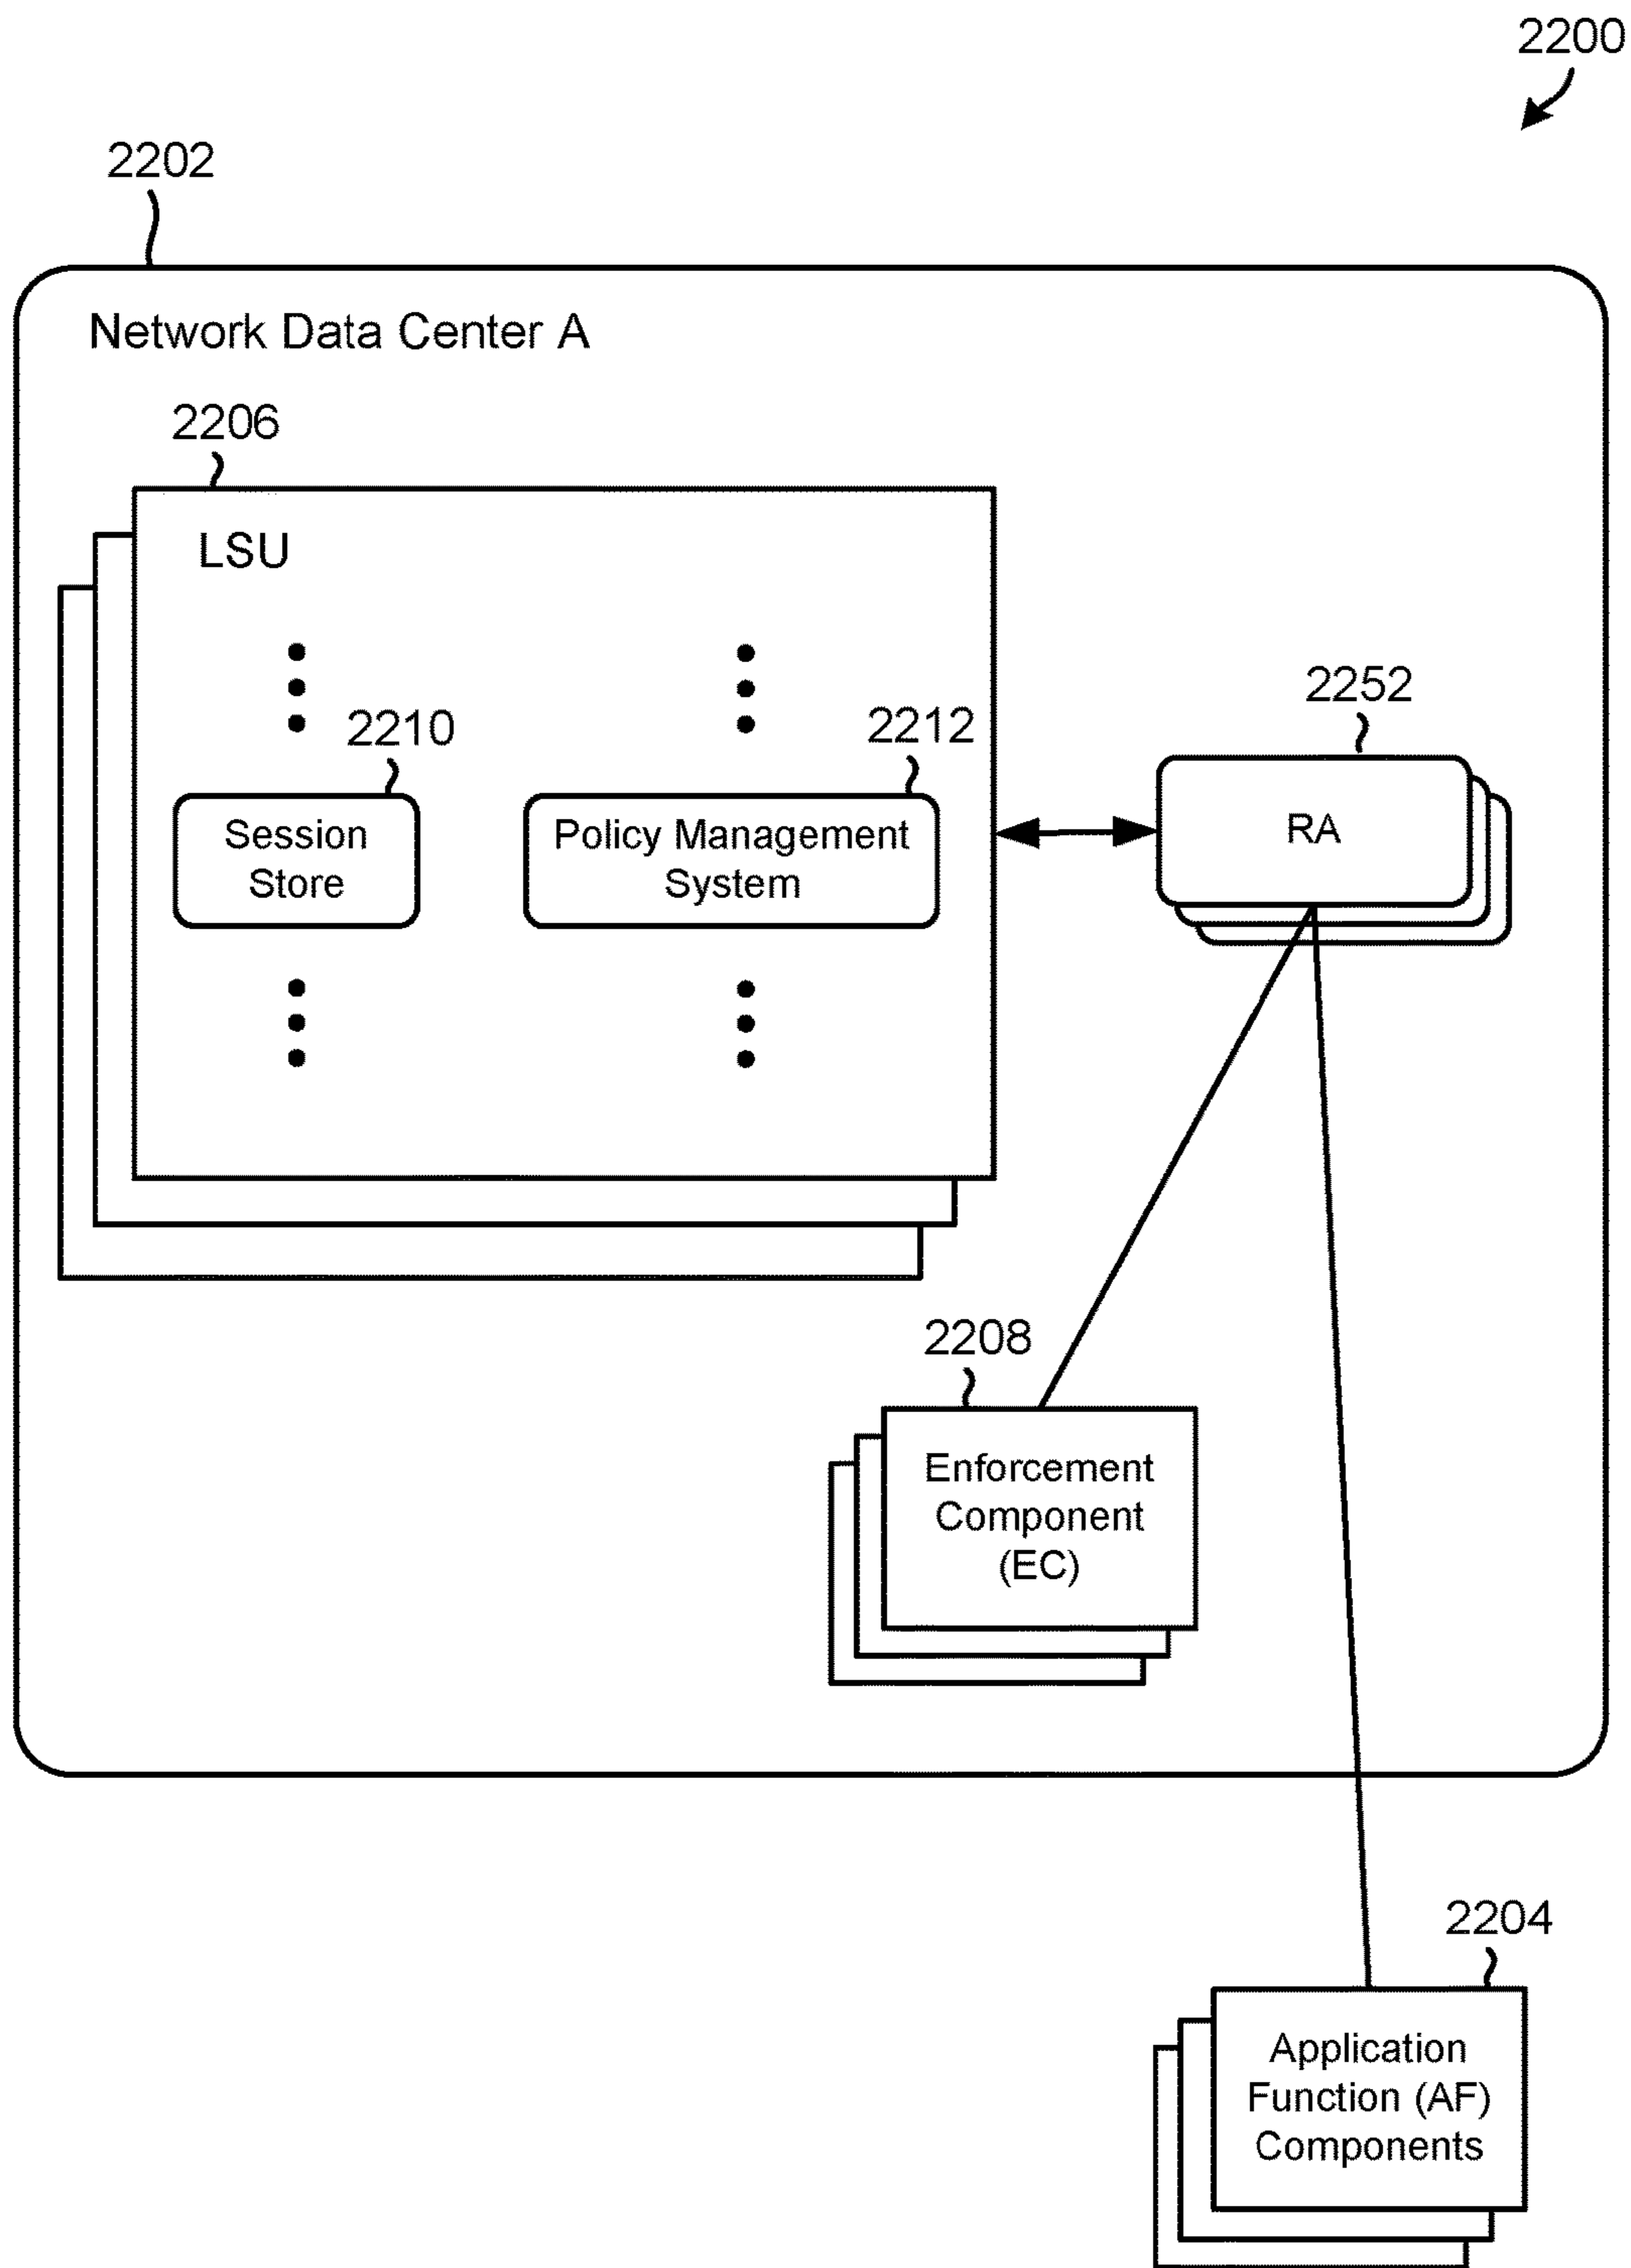 2200
2202
Network Data Center A
2206
LSU
2252
2210
2212
Session
Store
Policy Management
System
RA
2208
Enforcement
Component
(EC)
2204
Application
Function (AF)
Components